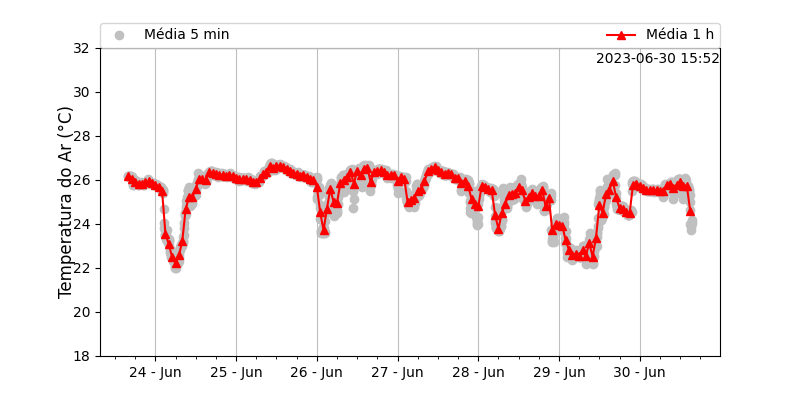 Média 5 min
Média 1 h
2023-06-30 15:52
Temperatura do Ar (°C)
32
30
28
26
24
22
20
18
24 - Jun
25 - Jun
26 - Jun
27 - Jun
28 - Jun
29 - Jun
30 - Jun